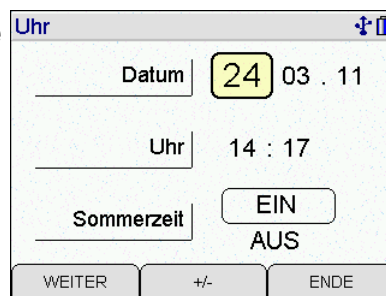 Uhr
Datum 24 03 . 11
Uhr 14 : 17
Sommerzeit EIN
AUS
WEITER +/- ENDE